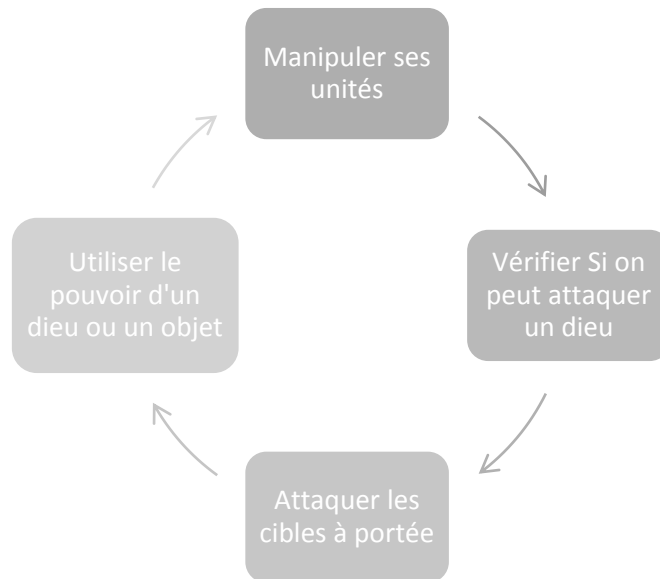 Manipuler ses
unités
Vérifier Si on
peut attaquer
un dieu
Attaquer les
cibles à portée
Utiliser le
pouvoir d'un
dieu ou un objet